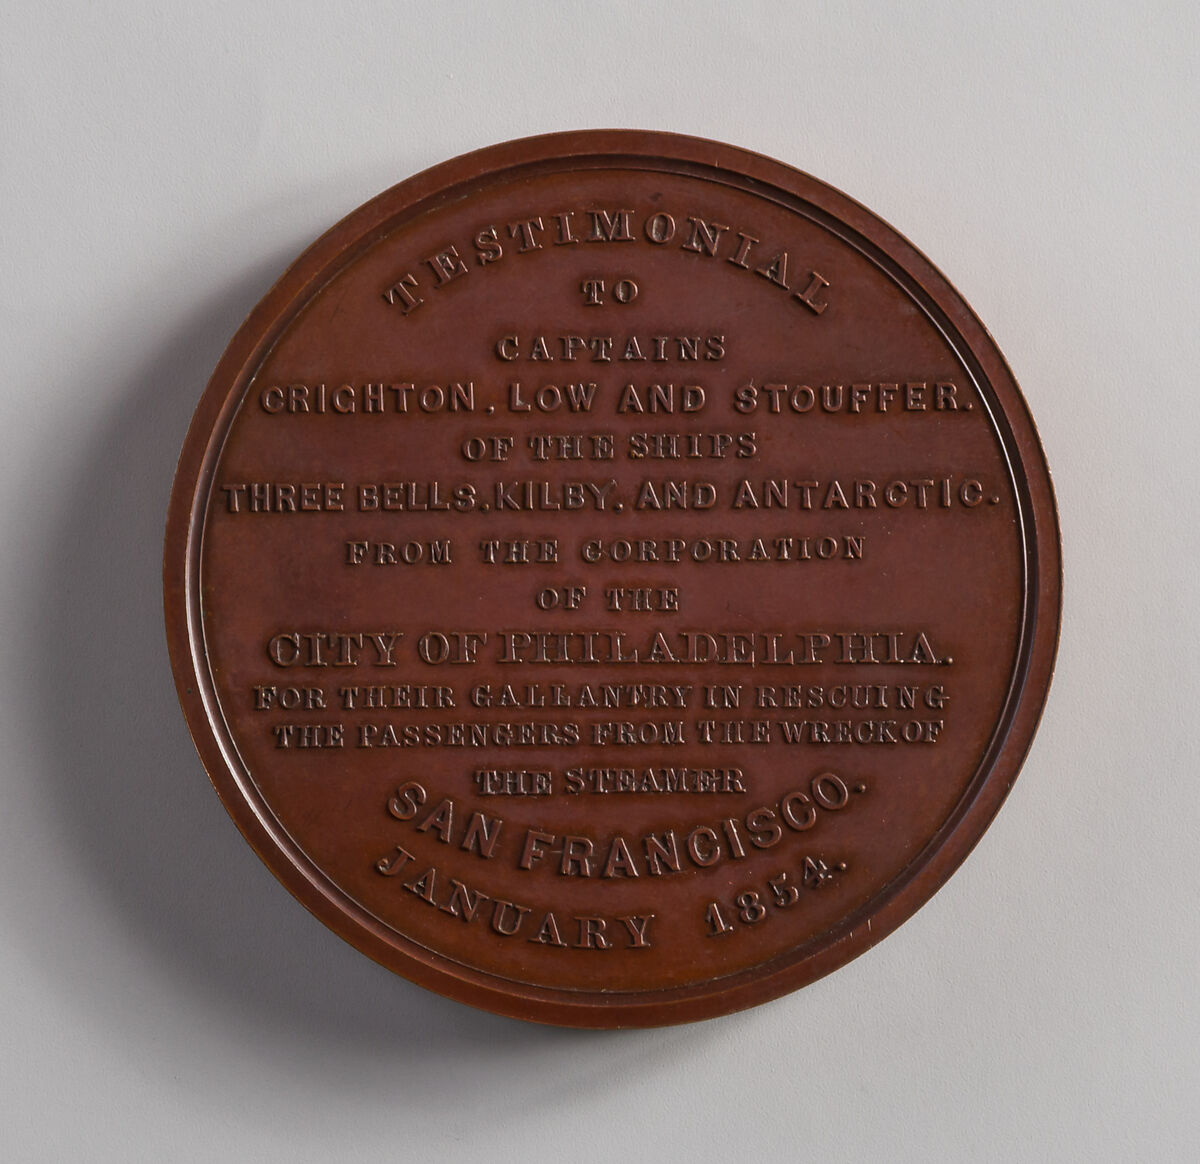 TESTIMONIAL
TO
CAPTAINS
CRIGHTON, LOW AND STOUFFER.
OF THE SHIPS
THREE BELLS, KILBY, AND ANTARCTIC.
FROM THE CORPORATION
OF THE
CITY OF PHILADELPHIA.
FOR THEIR GALLANTRY IN RESCUING
THE PASSENGERS FROM THE WRECK OF
THE STEAMER
SAN FRANCISCO.
JANUARY 1854.